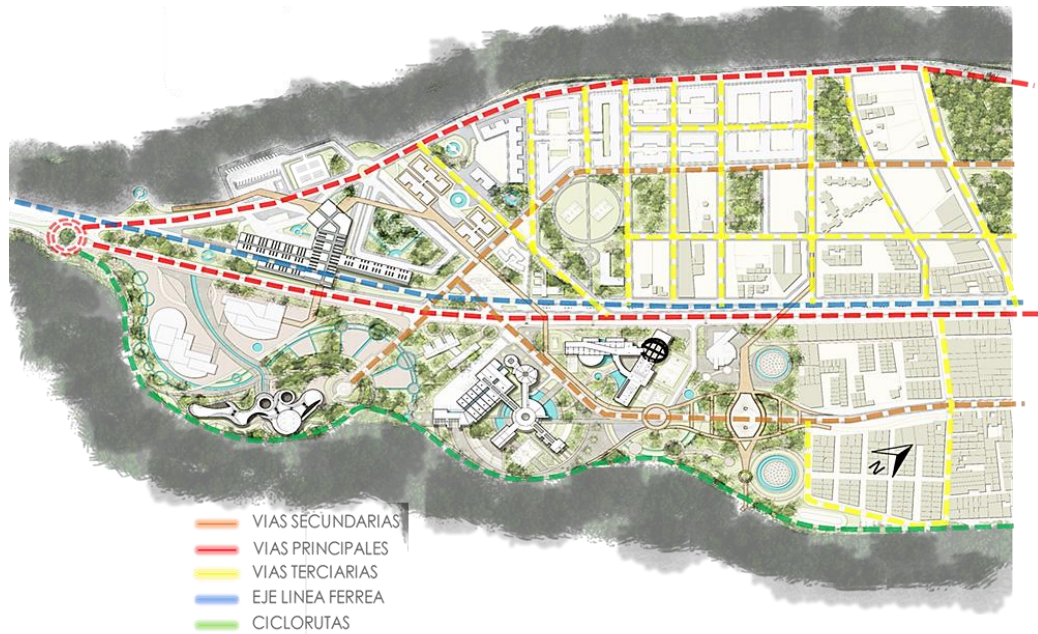 N
VIAS SECUNDARIAS
VIAS PRINCIPALES
VIAS TERCIARIAS
EJE LINEA FERREA
CICLORUTAS